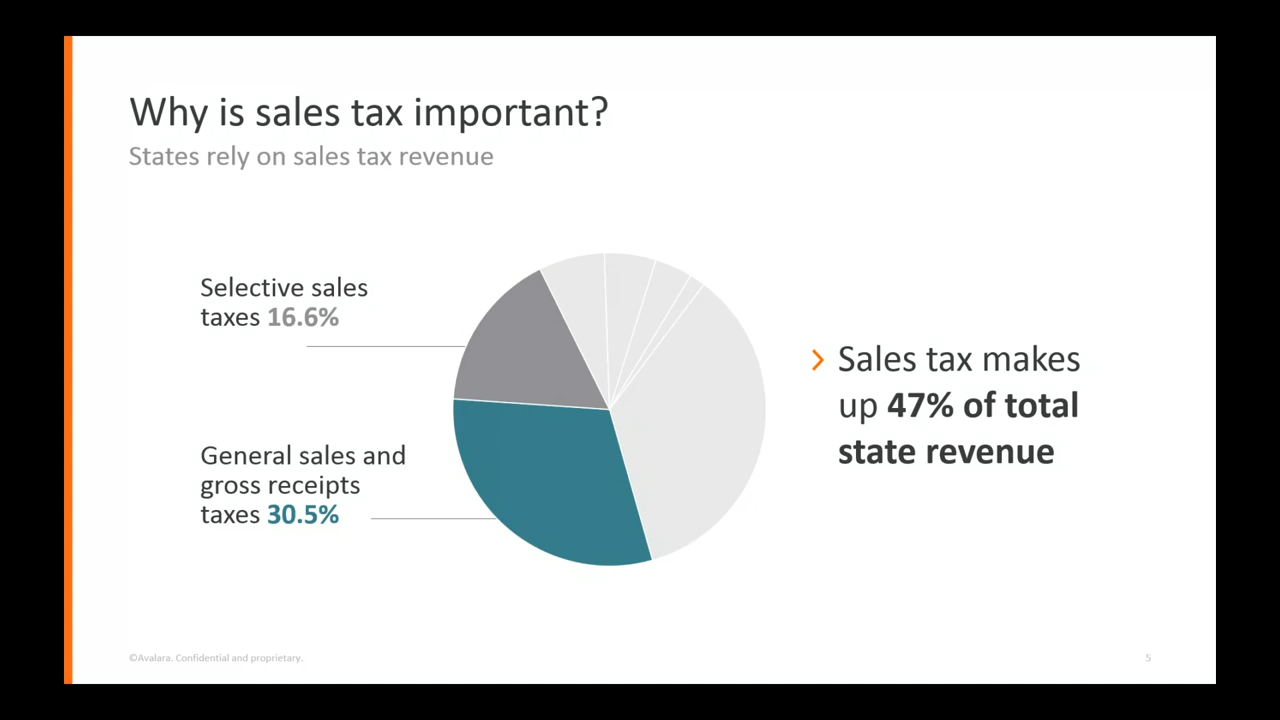 Why is sales tax important?
States rely on sales tax revenue
Selective sales
taxes 16.6%
General sales and
gross receipts
taxes 30.5%
Sales tax makes
up 47% of total
state revenue
©Avalara. Confidential and proprietary.
5